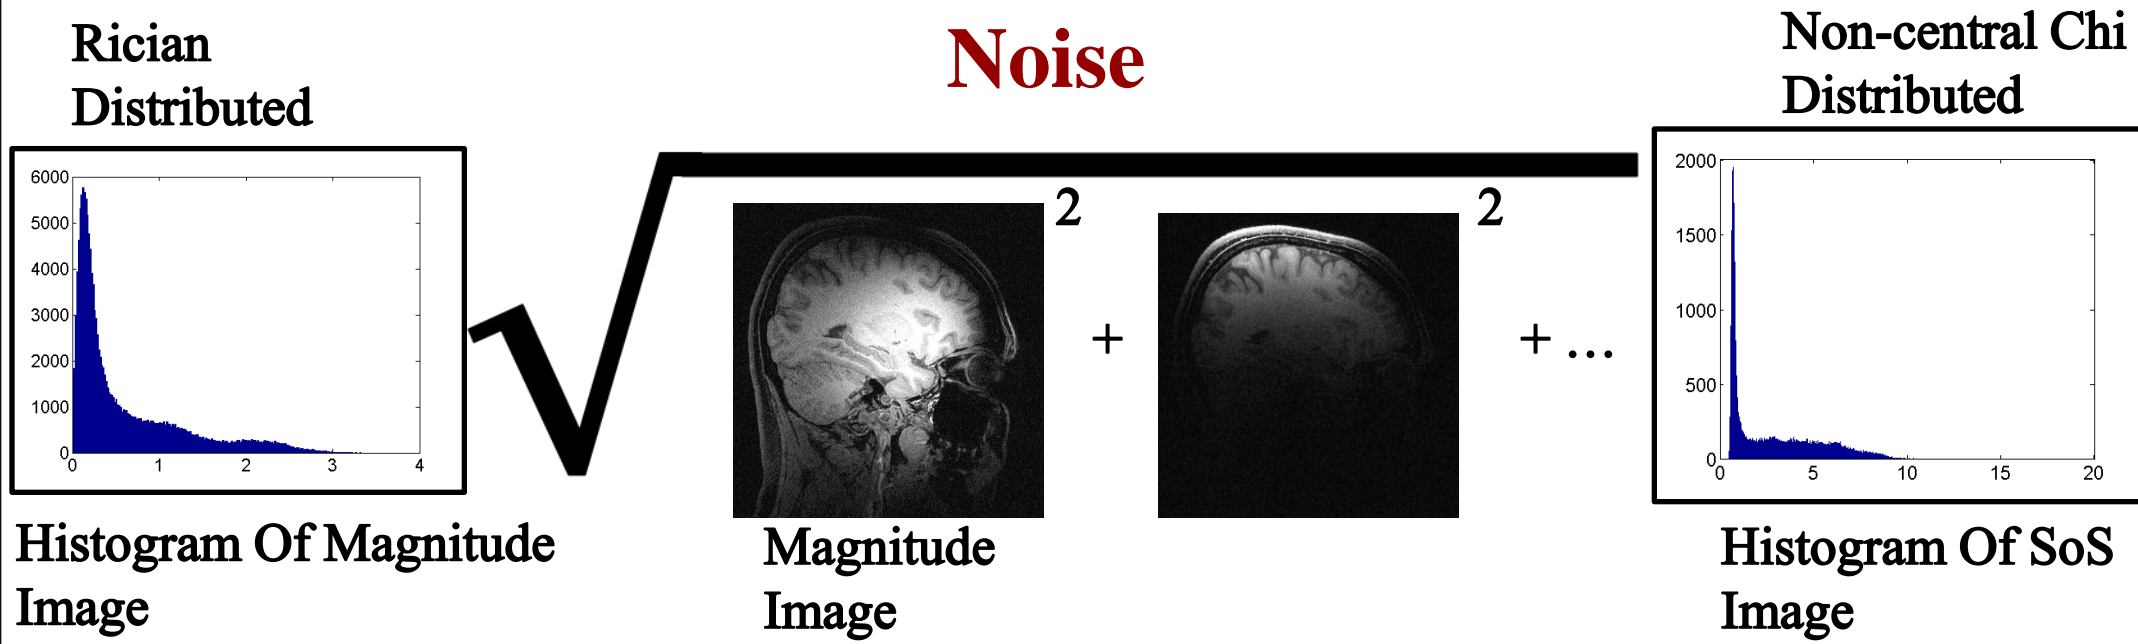 Rician
Distributed
Noise
Non-central Chi
Distributed
6000
5000
4000
3000
2000
1000
0
0 1 2 3 4
2 2
+ + ...
2000
1500
1000
500
0
0 5 10 15 20
Histogram Of Magnitude
Image
Magnitude
Image
Histogram Of SoS
Image